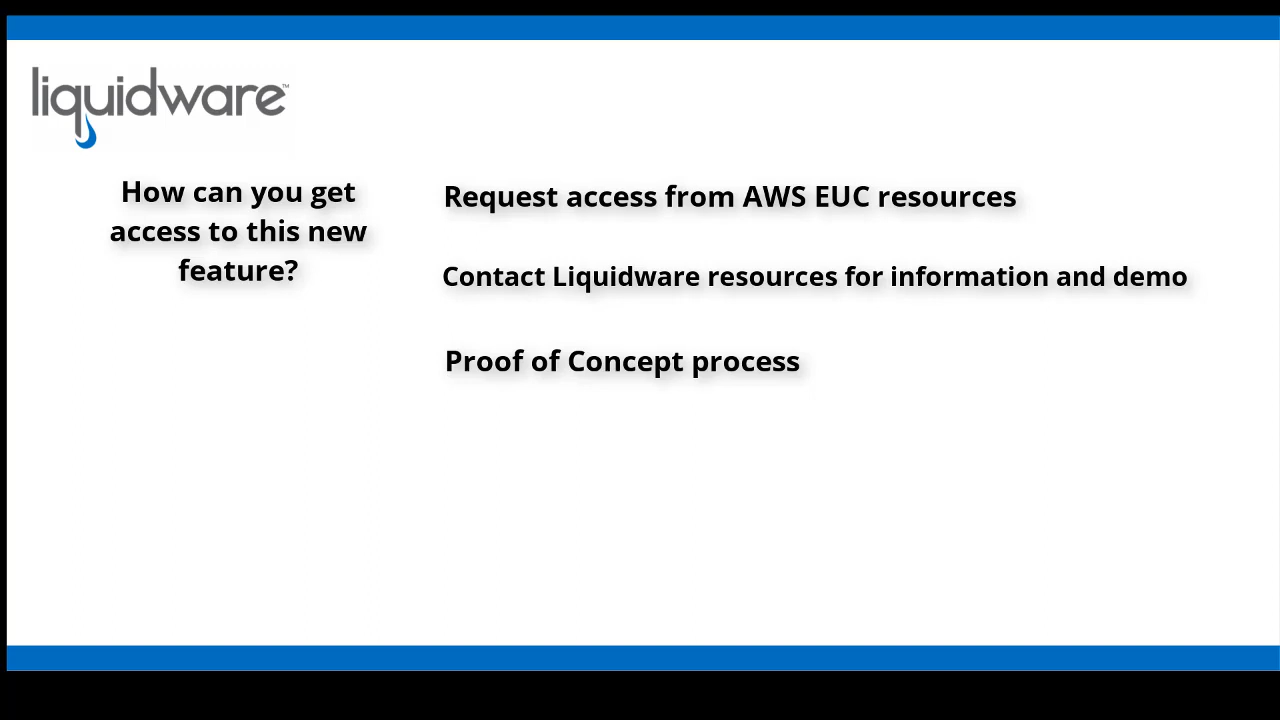 liquidware™
How can you get
access to this new
feature?
Request access from AWS EUC resources
Contact Liquidware resources for information and demo
Proof of Concept process